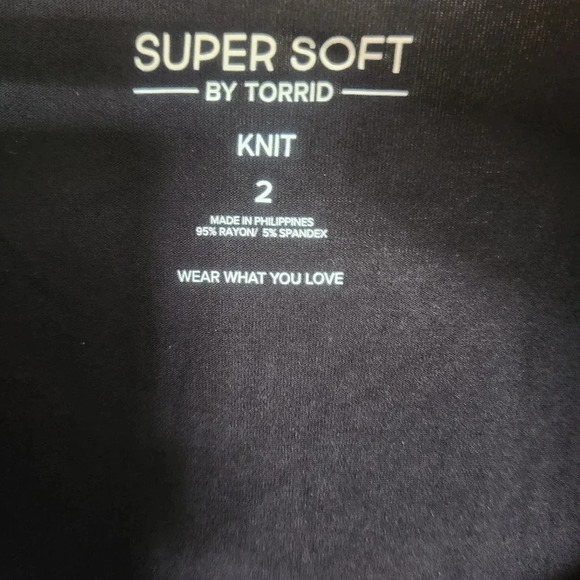 SUPER SOFT
BY TORRID
KNIT
2
MADE IN PHILIPPINES
95% RAYON/ 5% SPANDEX
WEAR WHAT YOU LOVE